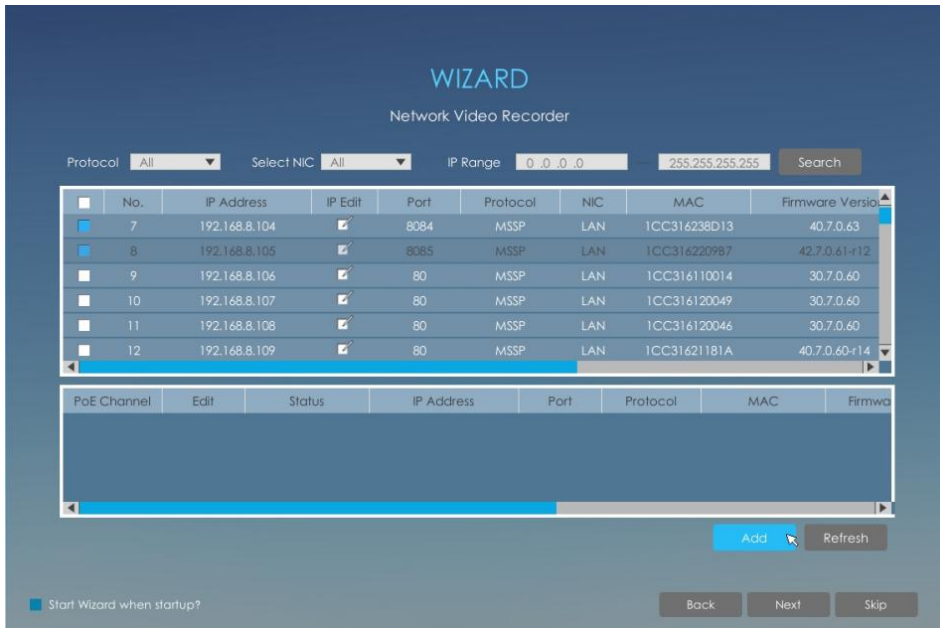 WIZARD
Network Video Recorder
Protocol All Select NIC All IP Range 0 .0 .0 .0 — 255.255.255.255 Search
No. IP Address IP Edit Port Protocol NIC MAC Firmware Versio
7 192.168.8.104 8084 MSSP LAN 1CC316238D13 40.7.0.63
8 192.168.8.105 8085 MSSP LAN 1CC316220987 42.7.0.61-r12
9 192.168.8.106 80 MSSP LAN 1CC316110014 30.7.0.60
10 192.168.8.107 80 MSSP LAN 1CC316120049 30.7.0.60
11 192.168.8.108 80 MSSP LAN 1CC316120046 30.7.0.60
12 192.168.8.109 80 MSSP LAN 1CC31621181A 40.7.0.60-r14
PoE Channel Edit Status IP Address Port Protocol MAC Firmwa
Add Refresh
Start Wizard when startup? Back Next Skip